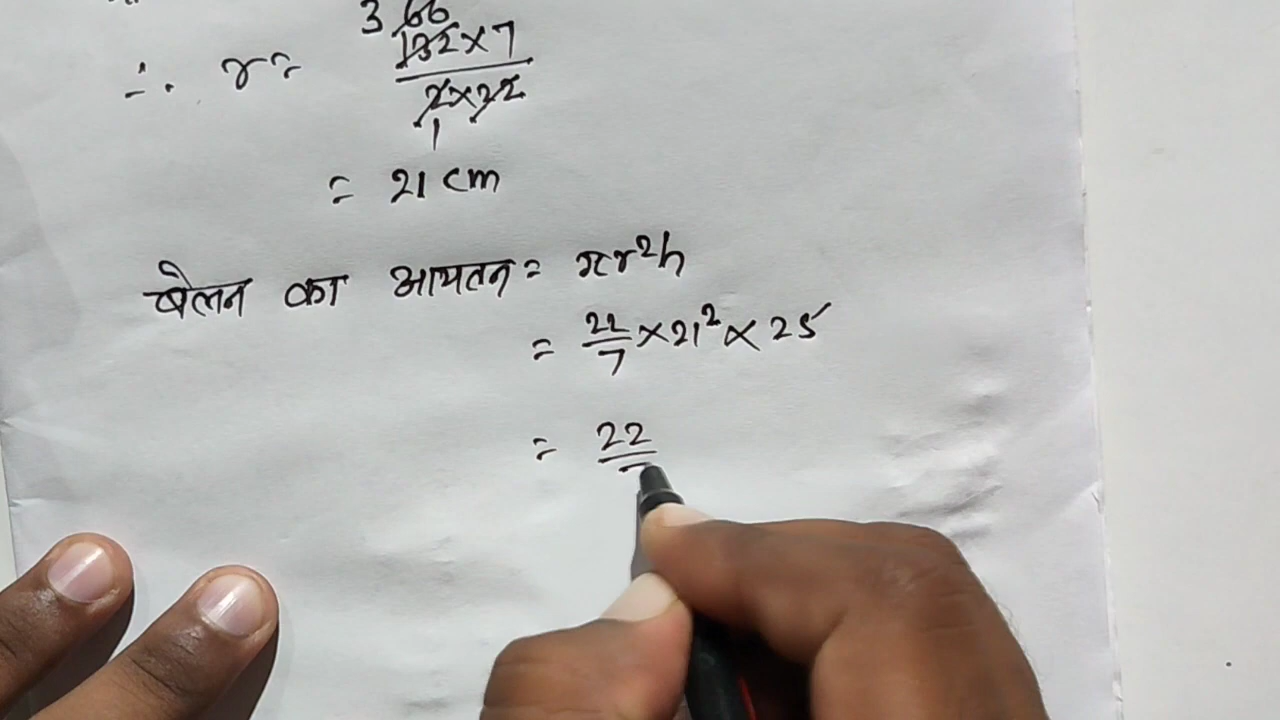 3 66
∴ r = 132×7
2×22
1
= 21 cm
बेलन का आयतन = πr²h
= 22/7 × 21² × 25
= 22